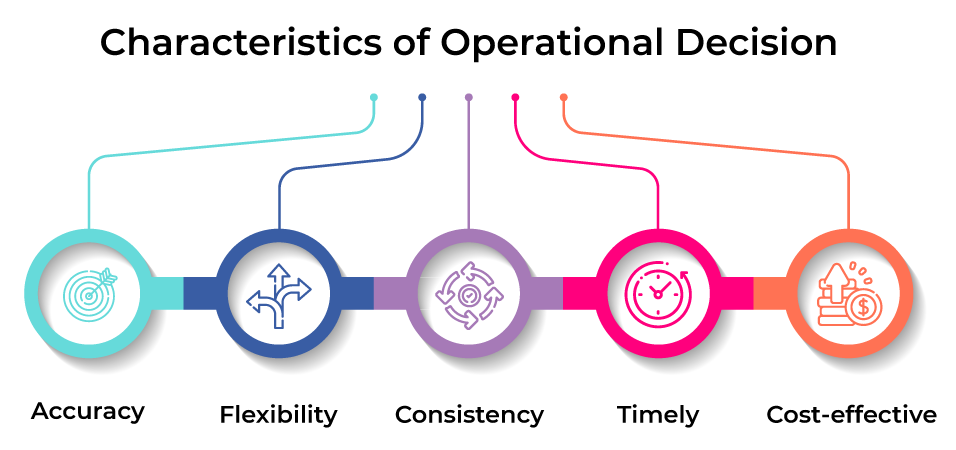 Characteristics of Operational Decision
Accuracy
Flexibility
Consistency
Timely
Cost-effective